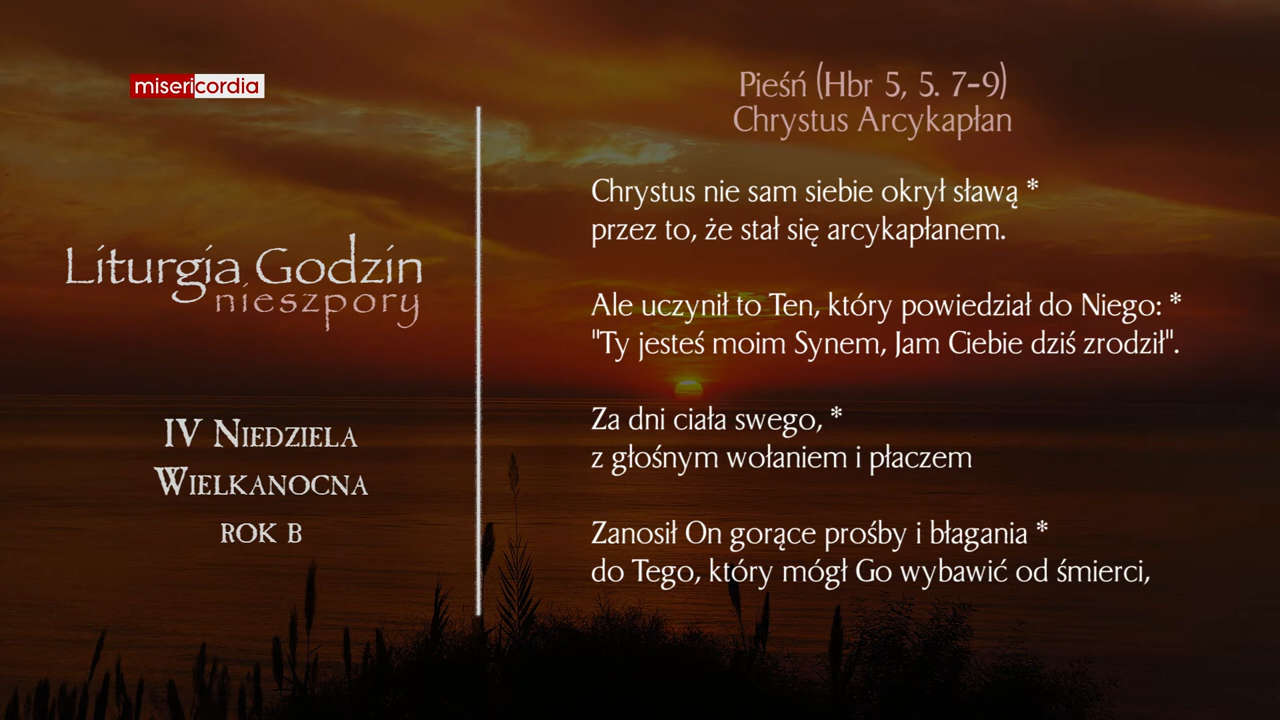 misericordia
Liturgia Godzin
nieszpory
IV Niedziela
Wielkanocna
rok B
Pieśń (Hbr 5, 5. 7-9)
Chrystus Arcykapłan
Chrystus nie sam siebie okrył sławą *
przez to, że stał się arcykapłanem.
Ale uczynił to Ten, który powiedział do Niego: *
"Ty jesteś moim Synem, Jam Ciebie dziś zrodził".
Za dni ciała swego, *
z głośnym wołaniem i płaczem
Zanosił On gorące prośby i błagania *
do Tego, który mógł Go wybawić od śmierci,